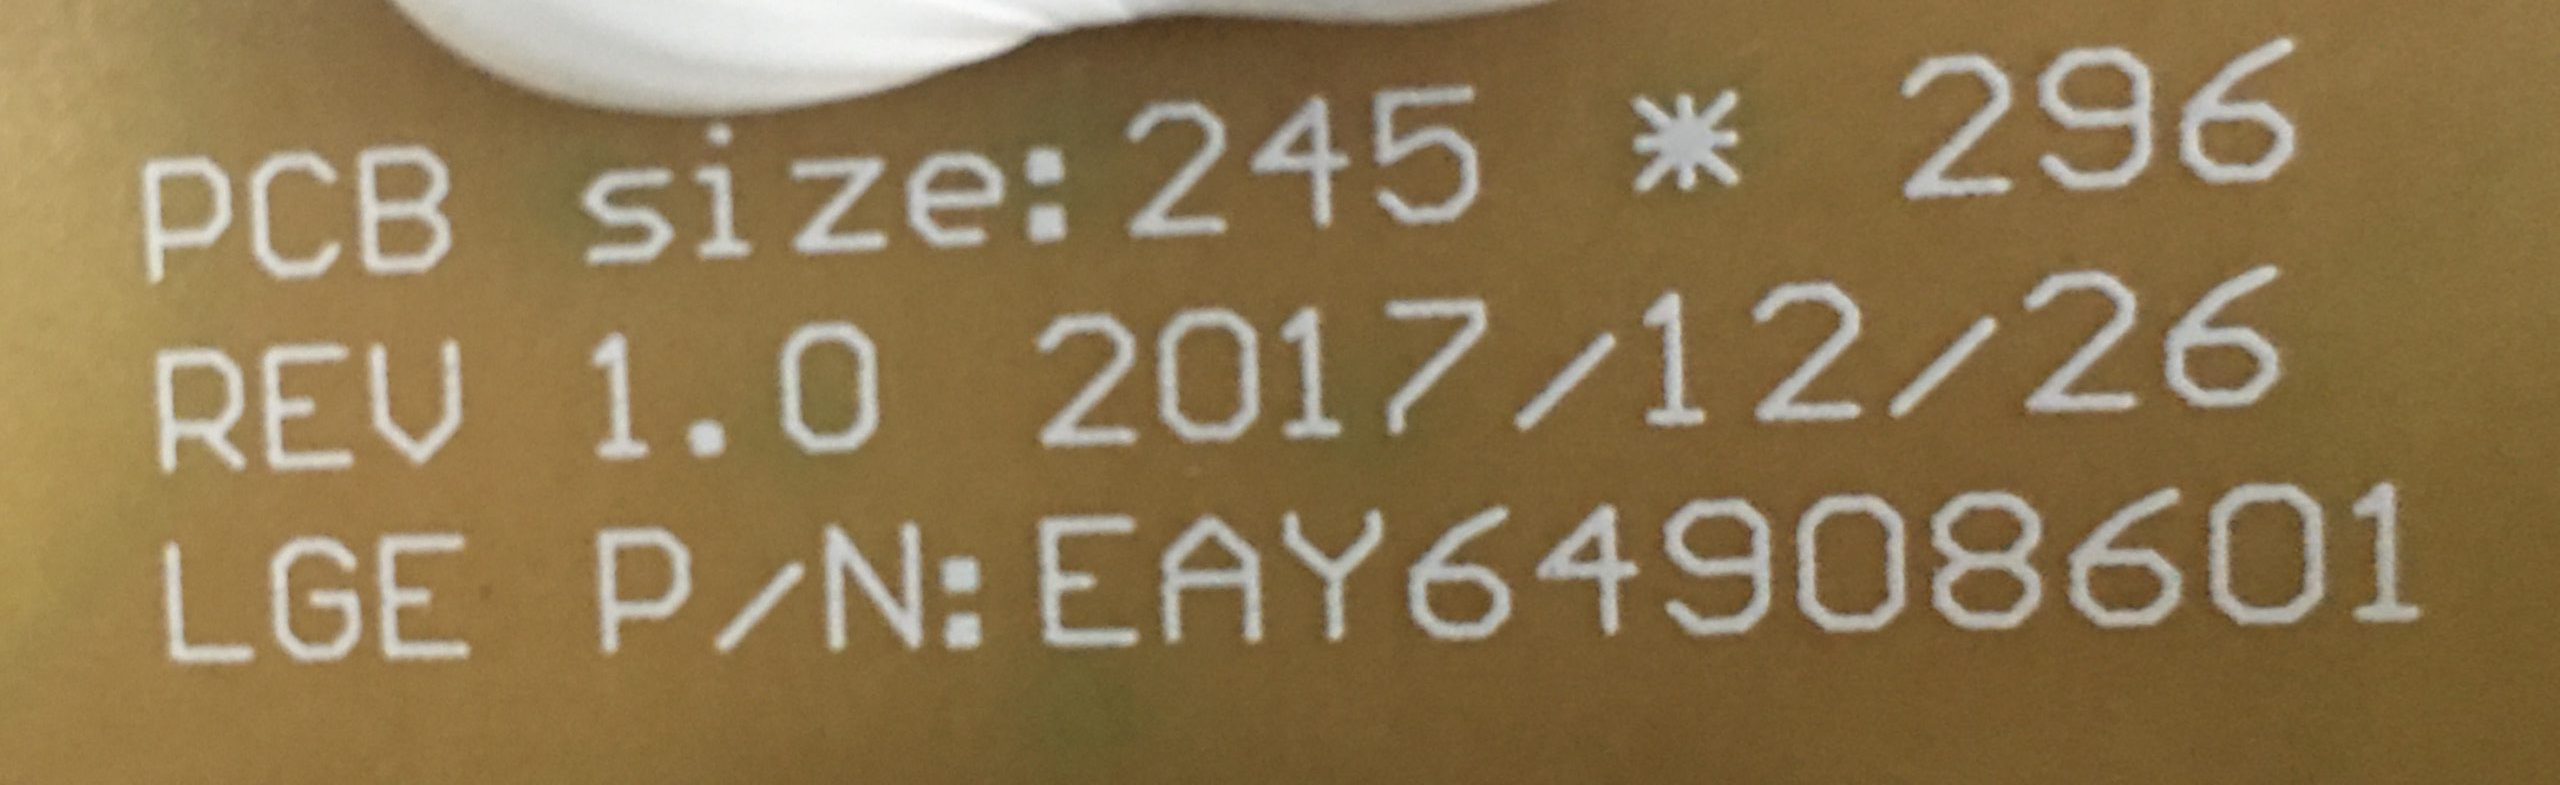 PCB size:245 * 296
REV 1.0 2017/12/26
LGE P/N:EAY64908601